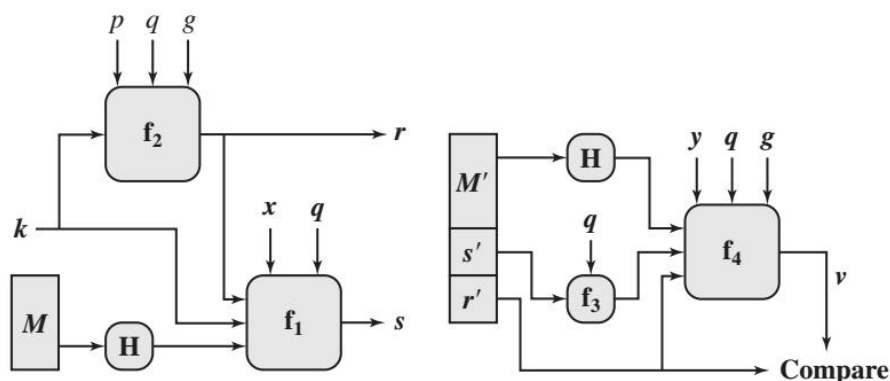 p q g
f₂
r
k
x q
M
H
f₁
s
M′
H
y q g
s′
q
f₄
r′
f₃
v
Compare